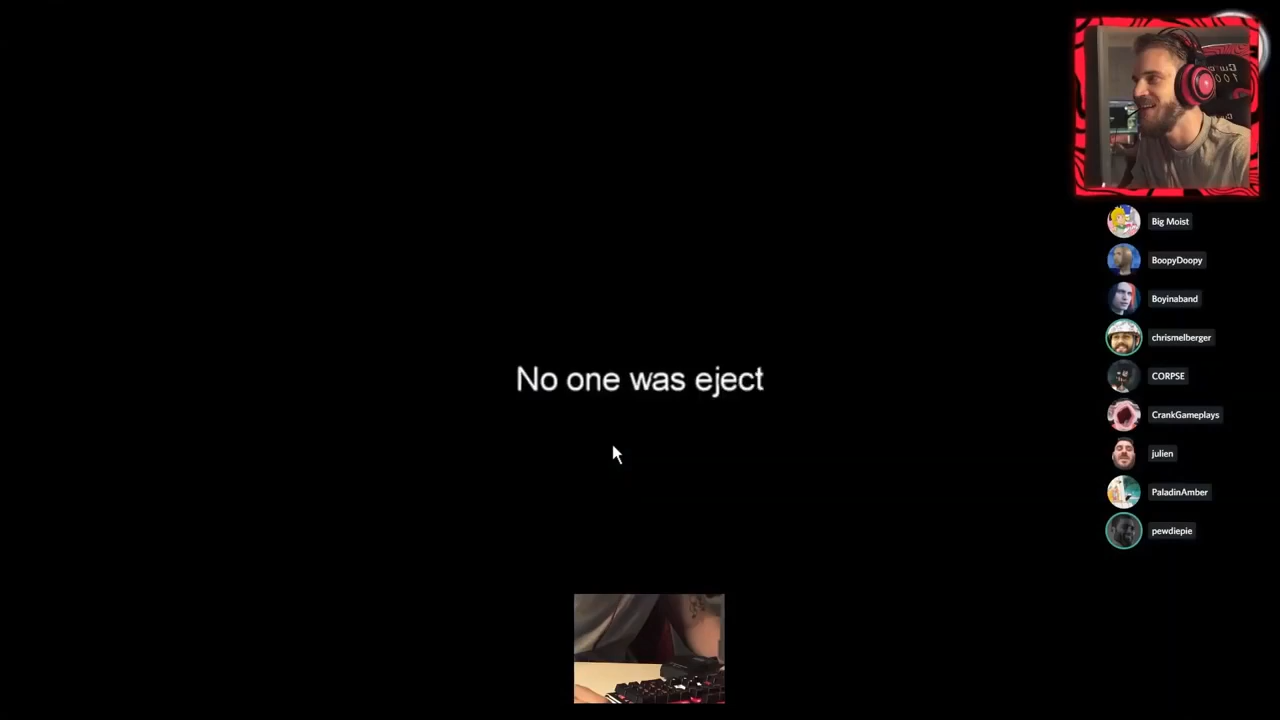 Big Moist
BoopyDoopy
Boyinaband
chrismelberger
CORPSE
No one was eject
CrankGameplays
julien
PaladinAmber
pewdiepie